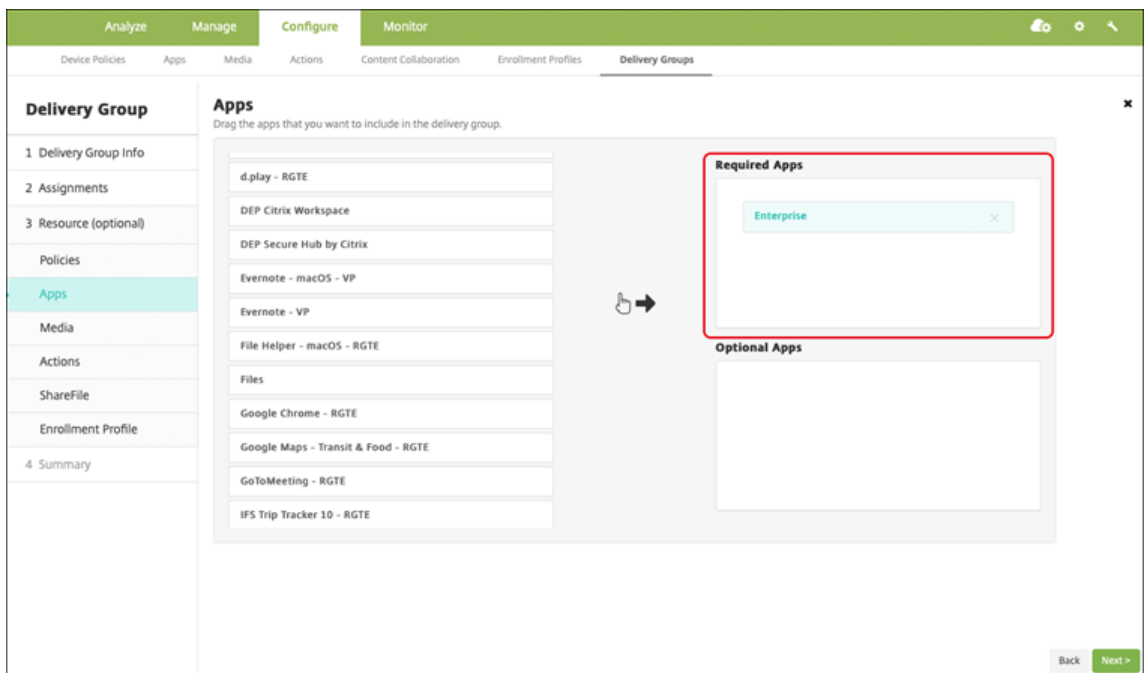 Analyze Manage Configure Monitor
Device Policies Apps Media Actions Content Collaboration Enrollment Profiles Delivery Groups
Delivery Group
1 Delivery Group Info
2 Assignments
3 Resource (optional)
Policies
Apps
Media
Actions
ShareFile
Enrollment Profile
4 Summary
Apps
Drag the apps that you want to include in the delivery group.
d.play - RGTE
DEP Citrix Workspace
DEP Secure Hub by Citrix
Evernote - macOS - VP
Evernote - VP
File Helper - macOS - RGTE
Files
Google Chrome - RGTE
Google Maps - Transit & Food - RGTE
GoToMeeting - RGTE
IFS Trip Tracker 10 - RGTE
Required Apps
Enterprise
Optional Apps
Back Next >